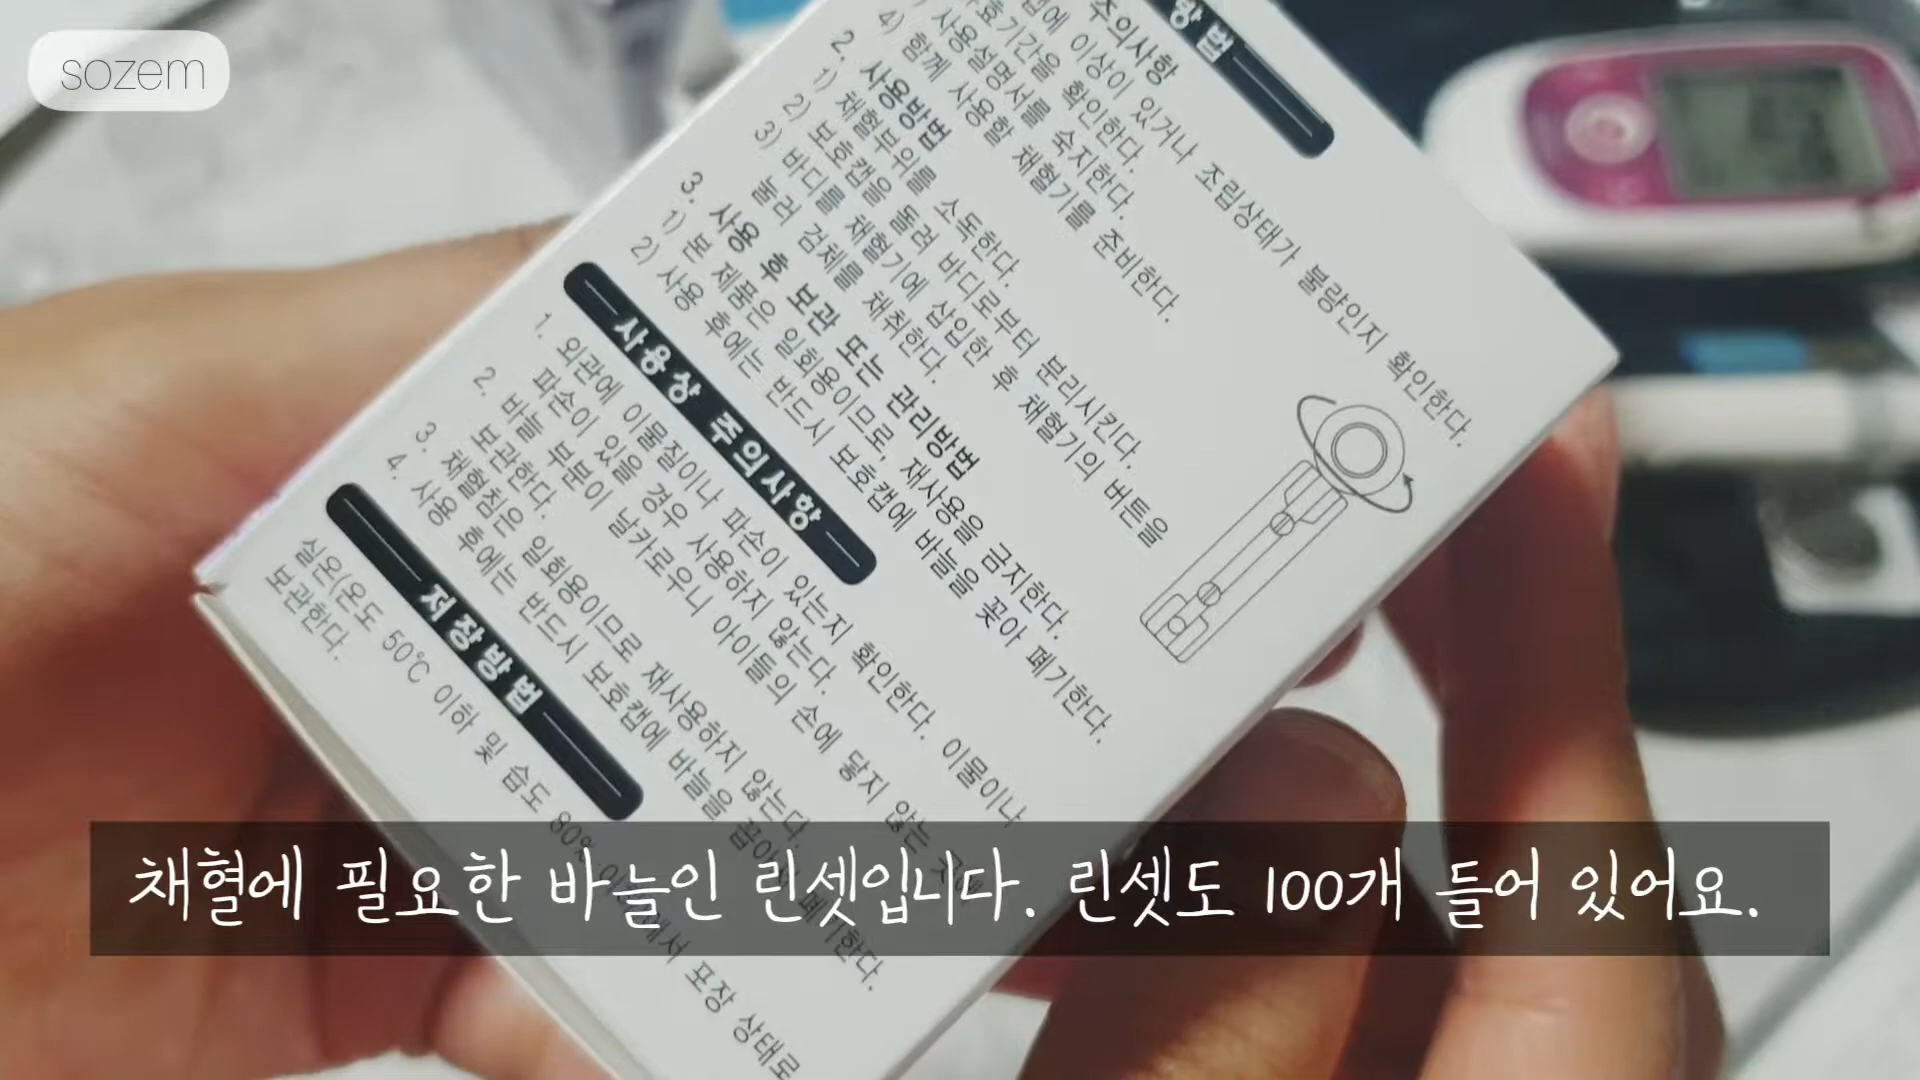 sozem
방법
주의사항
에 이상이 있거나 조립상태가 불량인지 확인한다.
효기간을 확인한다.
사용설명서를 숙지한다.
4) 함께 사용할 채혈기를 준비한다.
2. 사용방법
1) 채혈부위를 소독한다.
2) 보호캡을 돌려 바디로부터 분리시킨다.
3) 바디를 채혈기에 삽입한 후 채혈기의 버튼을
눌러 검체를 채취한다.
3. 사용 후 보관 또는 관리방법
1) 본 제품은 일회용이므로, 재사용을 금지한다.
2) 사용 후에는 반드시 보호캡에 바늘을 꽂아 폐기한다.
사용상 주의사항
1. 외관에 이물질이나 파손이 있는지 확인한다. 이물이나
파손이 있을 경우 사용하지 않는다.
2. 바늘 부분이 날카로우니 아이들의 손에 닿지 않는
보관한다.
3. 채혈침은 일회용이므로 재사용하지 않는다.
4. 사용 후에는 반드시 보호캡에 바늘을
저장방법
실온(온도 50℃ 이하 및 습도 80% 포장 상태로
보관한다.
채혈에 필요한 바늘인 린셋입니다. 린셋도 100개 들어 있어요.